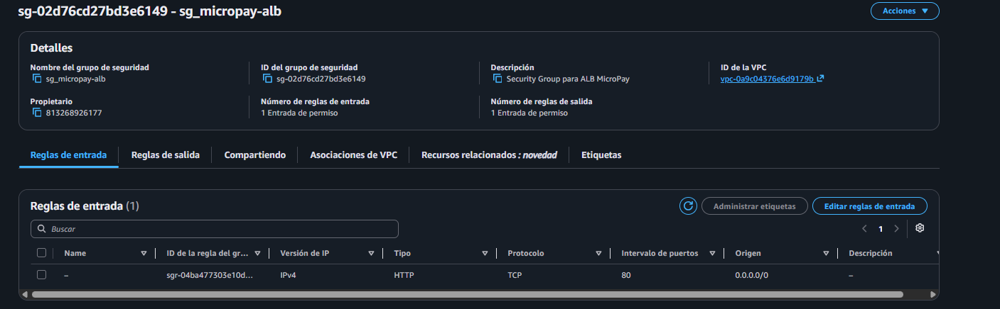 sg-02d76cd27bd3e6149 - sg_micropay-alb
Acciones
Detalles
Nombre del grupo de seguridad
sg_micropay-alb
ID del grupo de seguridad
sg-02d76cd27bd3e6149
Descripción
Security Group para ALB MicroPay
ID de la VPC
vpc-0a9c04376e6d9179b
Propietario
813268926177
Número de reglas de entrada
1 Entrada de permiso
Número de reglas de salida
1 Entrada de permiso
Reglas de entrada
Reglas de salida
Compartiendo
Asociaciones de VPC
Recursos relacionados : novedad
Etiquetas
Reglas de entrada (1)
Administrar etiquetas
Editar reglas de entrada
Buscar
1
Name
ID de la regla del gr...
Versión de IP
Tipo
Protocolo
Intervalo de puertos
Origen
Descripción
–
sgr-04ba477303e10d...
IPv4
HTTP
TCP
80
0.0.0.0/0
–